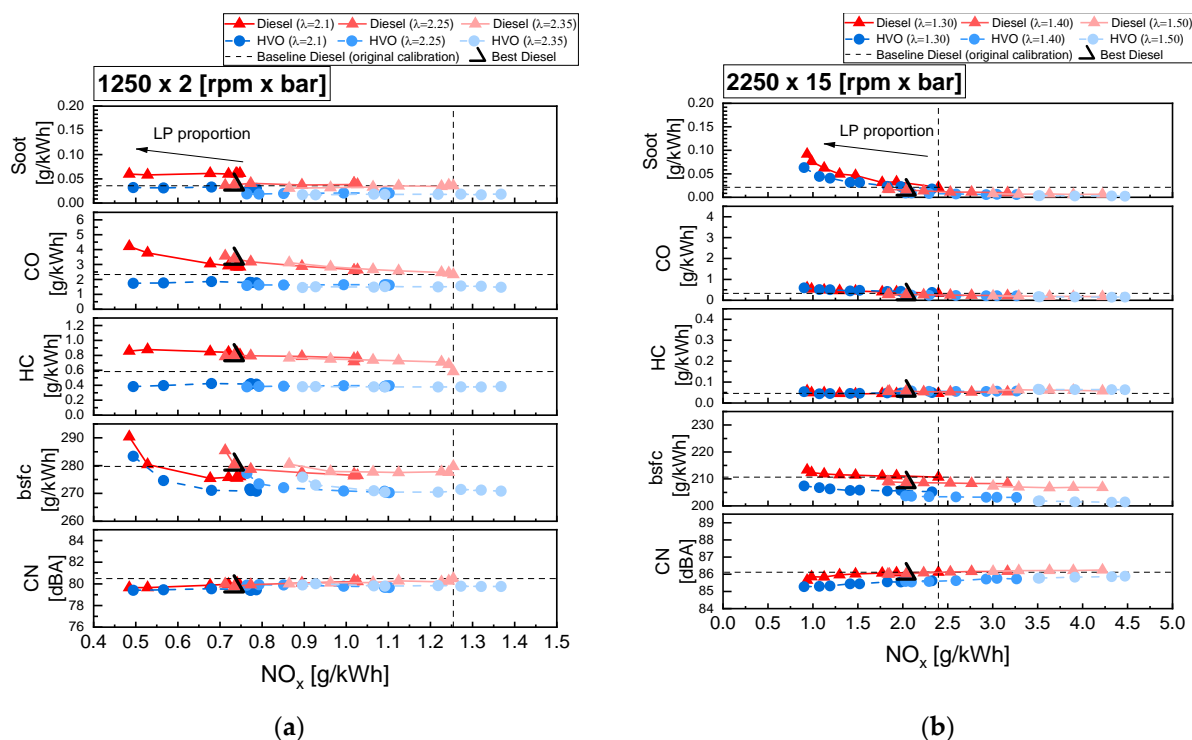 Diesel (λ=2.1) Diesel (λ=2.25) Diesel (λ=2.35)
HVO (λ=2.1) HVO (λ=2.25) HVO (λ=2.35)
Baseline Diesel (original calibration) Best Diesel
1250 x 2 [rpm x bar]
LP proportion
Soot
[g/kWh]
0.20
0.15
0.10
0.05
0.00
CO
[g/kWh]
6
5
4
3
2
1
0
HC
[g/kWh]
1.2
1.0
0.8
0.6
0.4
0.2
0.0
bsfc
[g/kWh]
290
280
270
260
CN
[dBA]
84
82
80
78
76
0.4 0.5 0.6 0.7 0.8 0.9 1.0 1.1 1.2 1.3 1.4 1.5
NOx [g/kWh]
(a)
Diesel (λ=1.30) Diesel (λ=1.40) Diesel (λ=1.50)
HVO (λ=1.30) HVO (λ=1.40) HVO (λ=1.50)
Baseline Diesel (original calibration) Best Diesel
2250 x 15 [rpm x bar]
LP proportion
Soot
[g/kWh]
0.20
0.15
0.10
0.05
0.00
CO
[g/kWh]
4
3
2
1
0
HC
[g/kWh]
0.4
0.3
0.2
0.1
0.0
bsfc
[g/kWh]
230
220
210
200
CN
[dBA]
89
88
87
86
85
84
0.0 0.5 1.0 1.5 2.0 2.5 3.0 3.5 4.0 4.5 5.0
NOx [g/kWh]
(b)